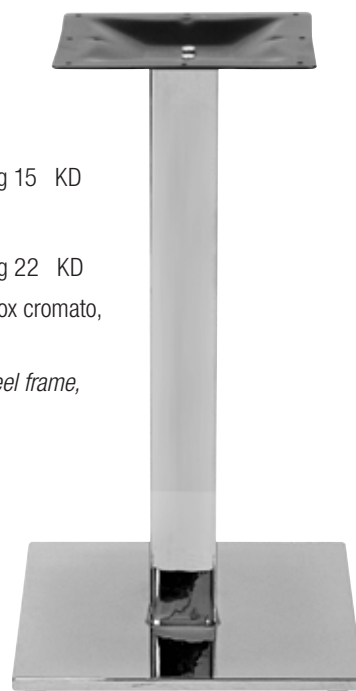 g 15 KD
g 22 KD
ox cromato,
eel frame,